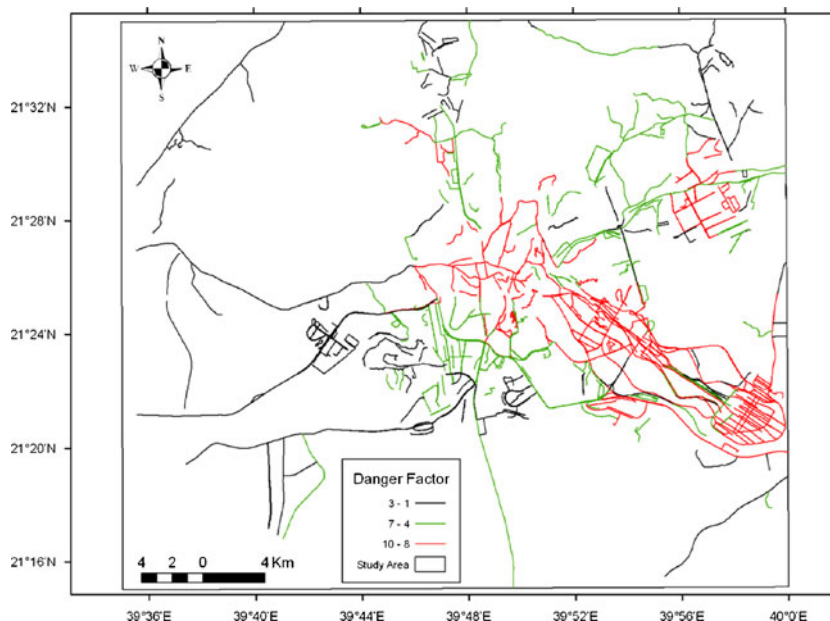 N
W E
S
21°32'N
21°28'N
21°24'N
21°20'N
21°16'N
Danger Factor
3 - 1
7 - 4
10 - 8
Study Area
4 2 0 4 Km
39°36'E 39°40'E 39°44'E 39°48'E 39°52'E 39°56'E 40°0'E